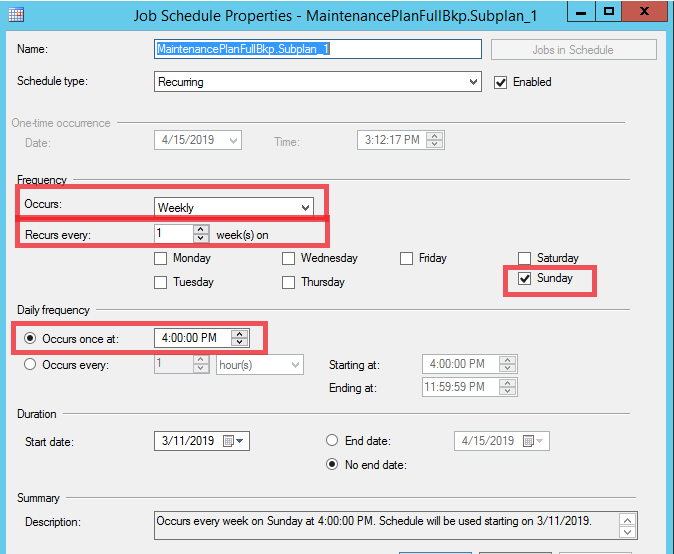 Job Schedule Properties - MaintenancePlanFullBkp.Subplan_1
Name: MaintenancePlanFullBkp.Subplan_1 Jobs in Schedule
Schedule type: Recurring Enabled
One-time occurrence
Date: 4/15/2019 Time: 3:12:17 PM
Frequency
Occurs: Weekly
Recurs every: 1 week(s) on
Monday Wednesday Friday Saturday
Tuesday Thursday Sunday
Daily frequency
Occurs once at: 4:00:00 PM
Occurs every: 1 hour(s) Starting at: 4:00:00 PM
Ending at: 11:59:59 PM
Duration
Start date: 3/11/2019 End date: 4/15/2019
No end date:
Summary
Description: Occurs every week on Sunday at 4:00:00 PM. Schedule will be used starting on 3/11/2019.